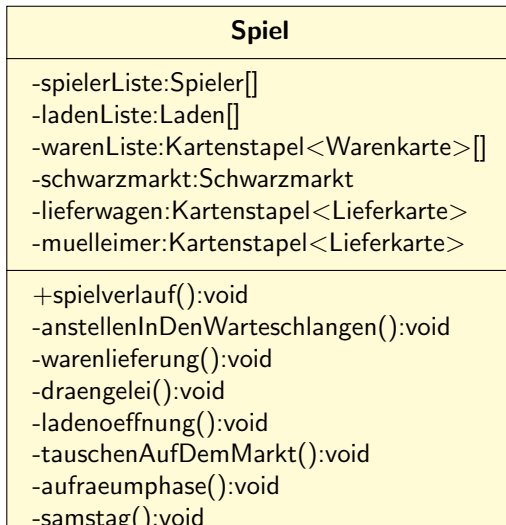 Spiel
-spielerListe:Spieler[]
-ladenListe:Laden[]
-warenListe:Kartenstapel<Warenkarte>[]
-schwarzmarkt:Schwarzmarkt
-lieferwagen:Kartenstapel<Lieferkarte>
-muelleimer:Kartenstapel<Lieferkarte>
+spielverlauf():void
-anstellenInDenWarteschlangen():void
-warenlieferung():void
-draengelei():void
-ladenoeffnung():void
-tauschenAufDemMarkt():void
-aufraeumphase():void
-samstag():void